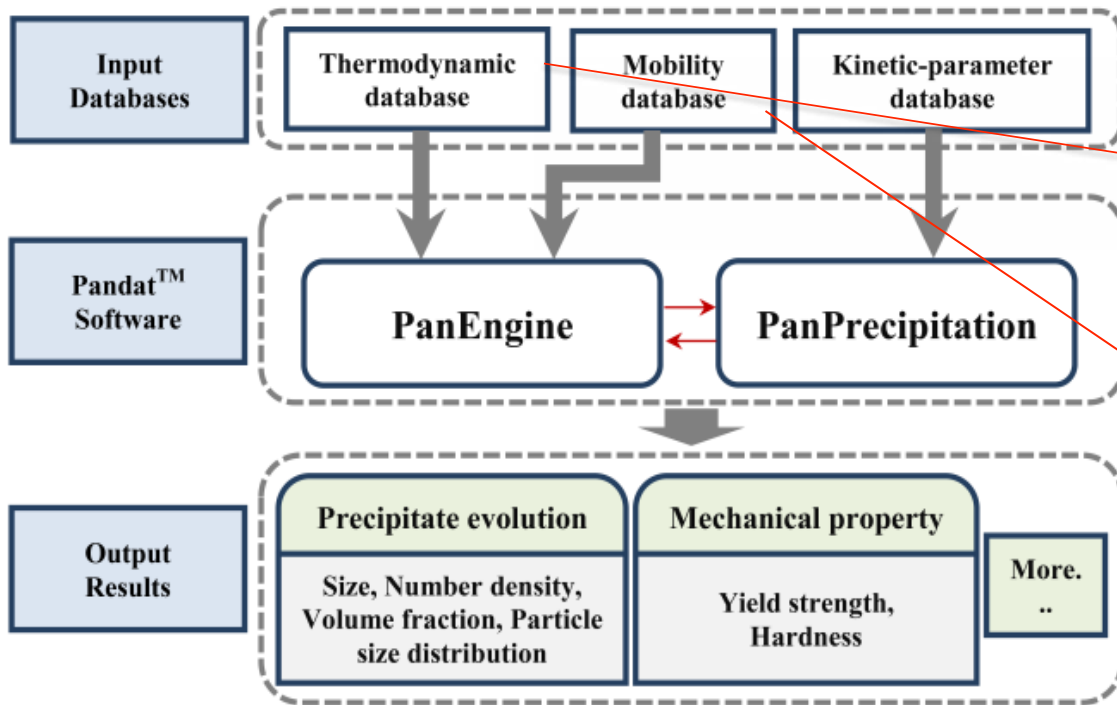 Input
Databases
Thermodynamic
database
Mobility
database
Kinetic-parameter
database
Pandat™
Software
PanEngine
PanPrecipitation
Output
Results
Precipitate evolution
Size, Number density,
Volume fraction, Particle
size distribution
Mechanical property
Yield strength,
Hardness
More.
..